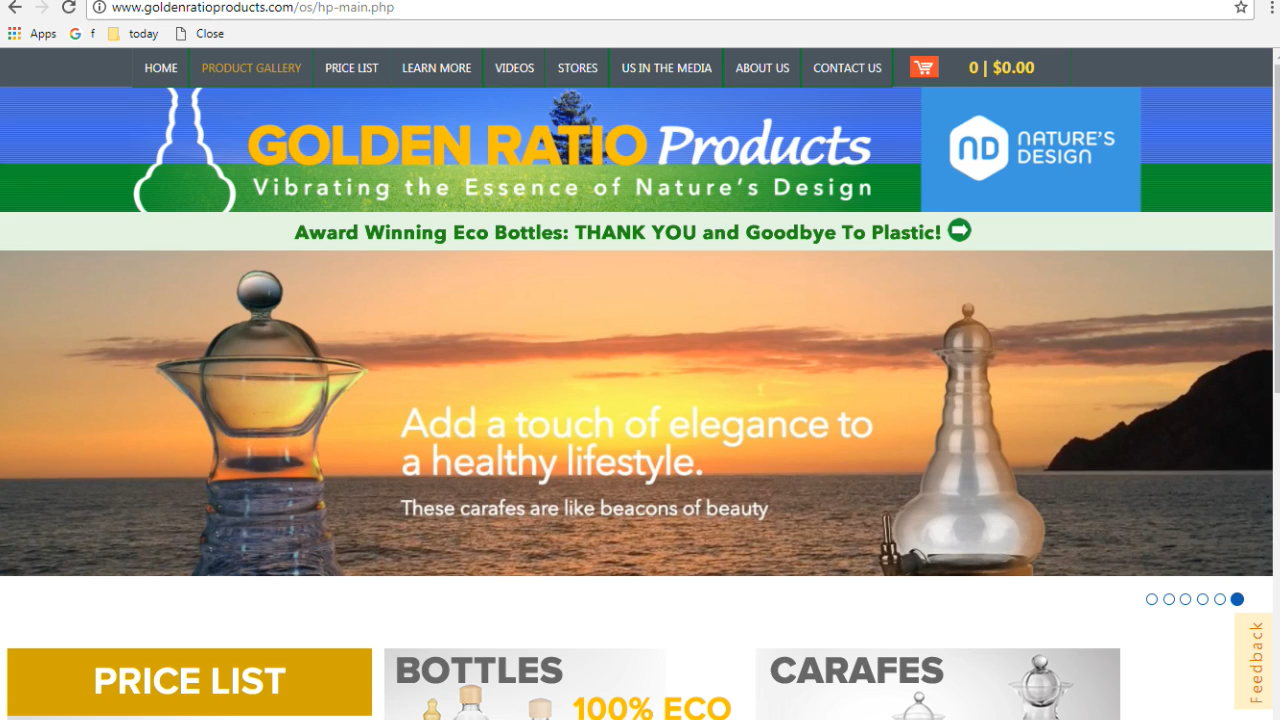 www.goldenratioproducts.com/os/hp-main.php
Apps f today Close
HOME PRODUCT GALLERY PRICE LIST LEARN MORE VIDEOS STORES US IN THE MEDIA ABOUT US CONTACT US 0 | $0.00
GOLDEN RATIO Products
Vibrating the Essence of Nature's Design
ND NATURE'S
DESIGN
Award Winning Eco Bottles: THANK YOU and Goodbye To Plastic!
Add a touch of elegance to
a healthy lifestyle.
These carafes are like beacons of beauty
Feedback
PRICE LIST
BOTTLES
100% ECO
CARAFES